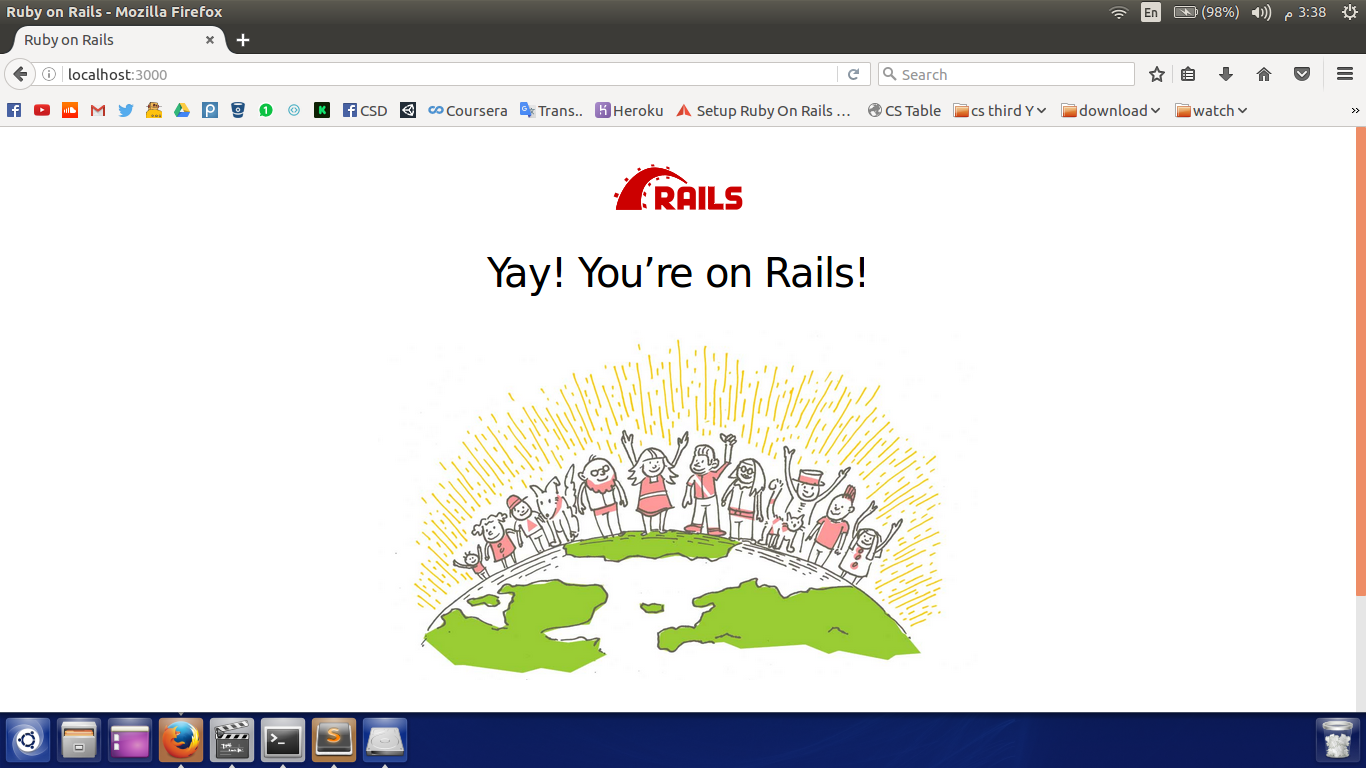 Ruby on Rails - Mozilla Firefox
En (98%) 3:38 م
Ruby on Rails
localhost:3000
Search
CSD Coursera Trans.. Heroku Setup Ruby On Rails … CS Table cs third Y download watch »
RAILS
Yay! You’re on Rails!